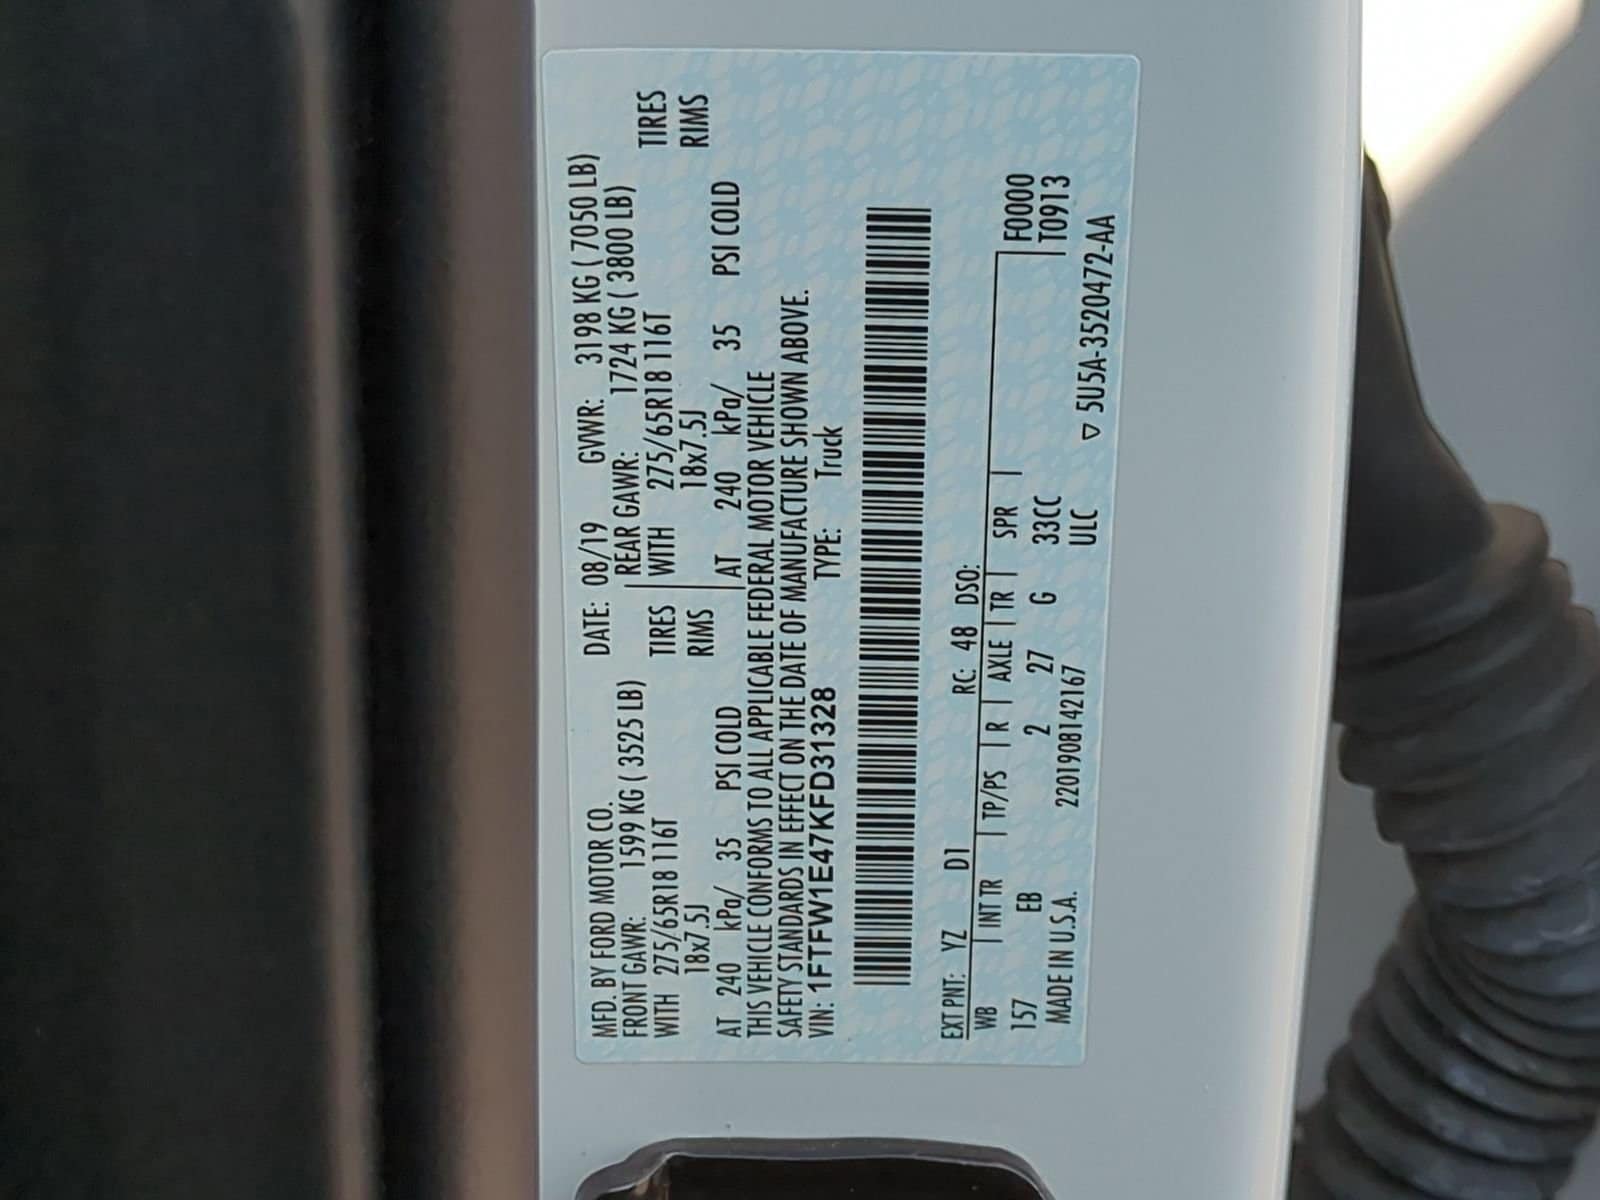 MFD. BY FORD MOTOR CO. DATE: 08/19 GVWR: 3198 KG ( 7050 LB)
FRONT GAWR: 1599 KG ( 3525 LB) REAR GAWR: 1724 KG ( 3800 LB)
WITH 275/65R18 116T TIRES WITH 275/65R18 116T TIRES
18x7.5J RIMS 18x7.5J RIMS
AT 240 kPa/ 35 PSI COLD AT 240 kPa/ 35 PSI COLD
THIS VEHICLE CONFORMS TO ALL APPLICABLE FEDERAL MOTOR VEHICLE
SAFETY STANDARDS IN EFFECT ON THE DATE OF MANUFACTURE SHOWN ABOVE.
VIN: 1FTFW1E47KFD31328 TYPE: Truck
EXT PNT: YZ D1 RC: 48 DSO:
WB INT TR TP/PS R AXLE TR SPR F0000
157 EB 2 27 G 33CC T0913
MADE IN U.S.A. 2201908142167 ULC
▽ 5U5A-3520472-AA